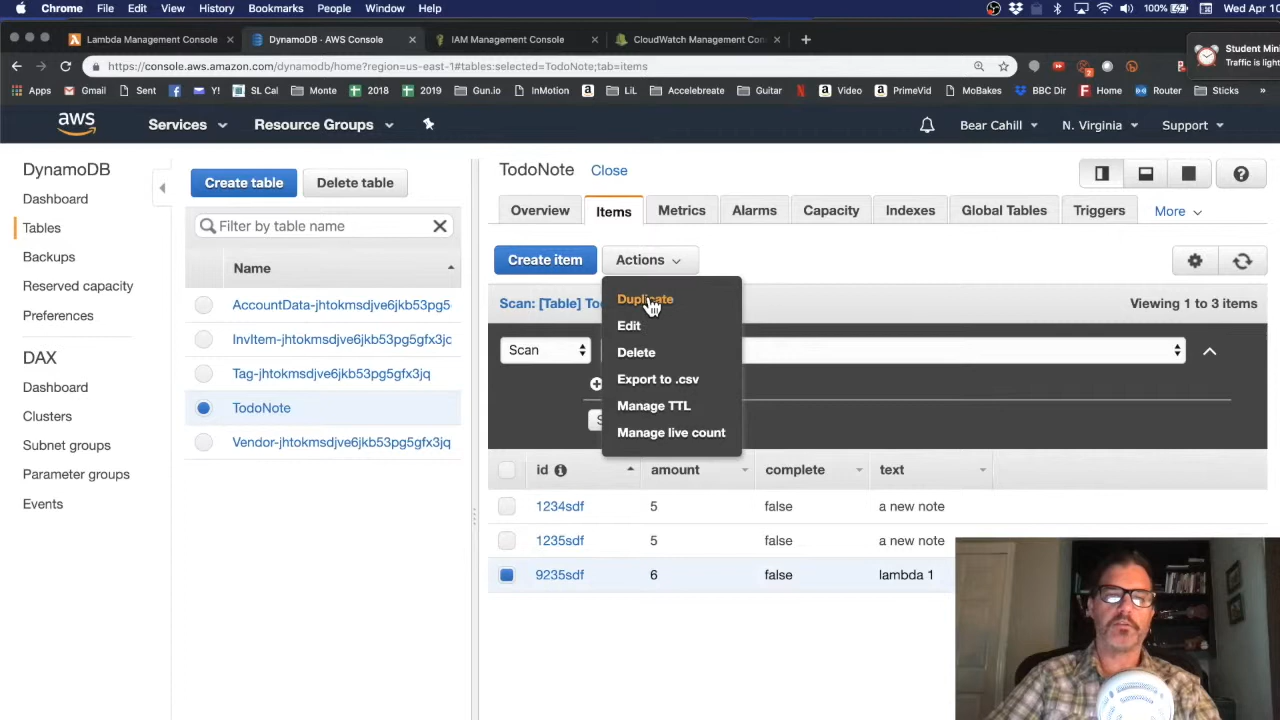 Chrome File Edit View History Bookmarks People Window Help 100% Wed Apr 10
Lambda Management Console DynamoDB - AWS Console IAM Management Console CloudWatch Management Con
https://console.aws.amazon.com/dynamodb/home?region=us-east-1#tables:selected=TodoNote;tab=items
Student Mini
Traffic is light
Apps Gmail Sent Y! SL Cal Monte 2018 2019 Gun.io InMotion LiL Accelebreate Guitar Video PrimeVid MoBakes BBC Dir Home Router Sticks »
aws Services Resource Groups Bear Cahill N. Virginia Support
DynamoDB
Dashboard
Tables
Backups
Reserved capacity
Preferences
DAX
Dashboard
Clusters
Subnet groups
Parameter groups
Events
Create table Delete table
Filter by table name
Name
AccountData-jhtokmsdjve6jkb53pg5
InvItem-jhtokmsdjve6jkb53pg5gfx3jc
Tag-jhtokmsdjve6jkb53pg5gfx3jq
TodoNote
Vendor-jhtokmsdjve6jkb53pg5gfx3jq
TodoNote Close
Overview Items Metrics Alarms Capacity Indexes Global Tables Triggers More
Create item Actions
Scan: [Table] To Viewing 1 to 3 items
Scan
Duplicate
Edit
Delete
Export to .csv
Manage TTL
Manage live count
id amount complete text
1234sdf 5 false a new note
1235sdf 5 false a new note
9235sdf 6 false lambda 1